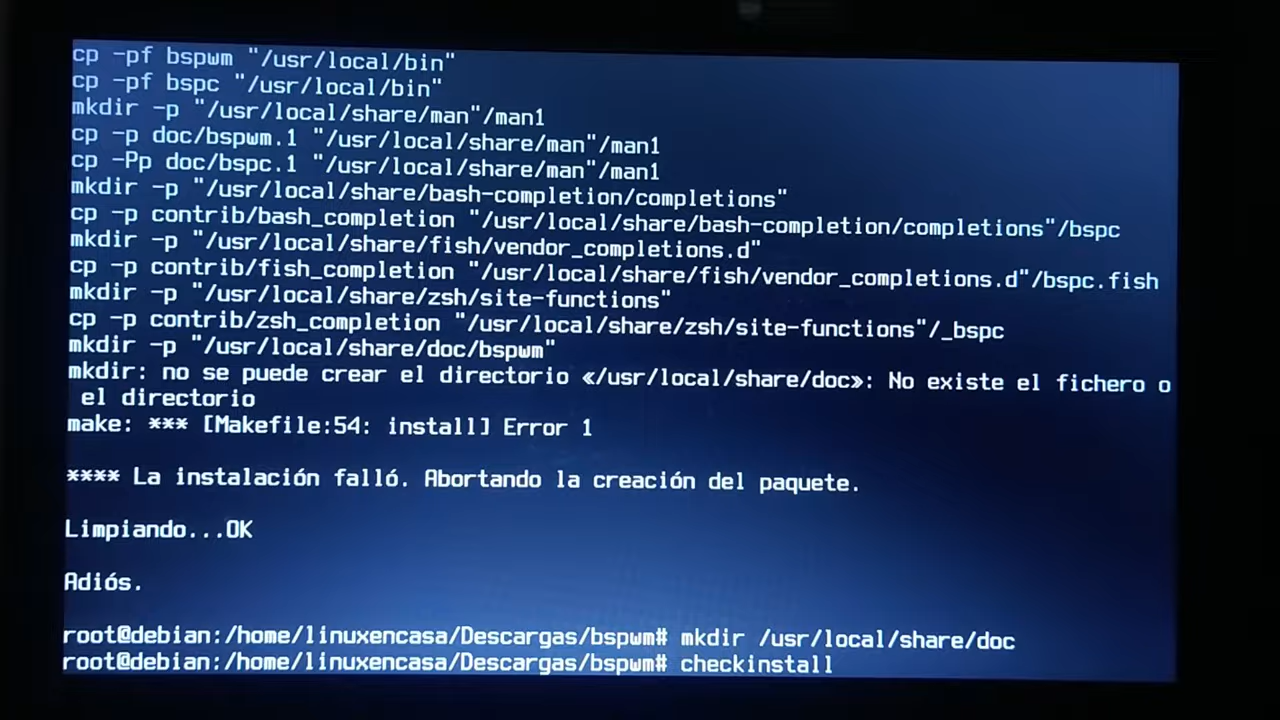 cp -pf bspwm "/usr/local/bin"
cp -pf bspc "/usr/local/bin"
mkdir -p "/usr/local/share/man"/man1
cp -p doc/bspwm.1 "/usr/local/share/man"/man1
cp -Pp doc/bspc.1 "/usr/local/share/man"/man1
mkdir -p "/usr/local/share/bash-completion/completions"
cp -p contrib/bash_completion "/usr/local/share/bash-completion/completions"/bspc
mkdir -p "/usr/local/share/fish/vendor_completions.d"
cp -p contrib/fish_completion "/usr/local/share/fish/vendor_completions.d"/bspc.fish
mkdir -p "/usr/local/share/zsh/site-functions"
cp -p contrib/zsh_completion "/usr/local/share/zsh/site-functions"/_bspc
mkdir -p "/usr/local/share/doc/bspwm"
mkdir: no se puede crear el directorio «/usr/local/share/doc»: No existe el fichero o
el directorio
make: *** [Makefile:54: install] Error 1
**** La instalación falló. Abortando la creación del paquete.
Limpiando...OK
Adiós.
root@debian:/home/linuxencasa/Descargas/bspwm# mkdir /usr/local/share/doc
root@debian:/home/linuxencasa/Descargas/bspwm# checkinstall